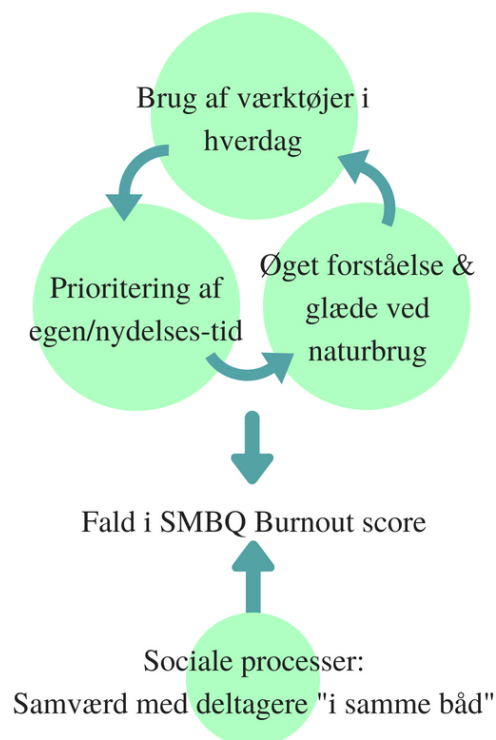 Brug af værktøjer i
hverdag
Prioritering af
egen/nydelses-tid
Øget forståelse &
glæde ved
naturbrug
Fald i SMBQ Burnout score
Sociale processer:
Samværd med deltagere "i samme båd"